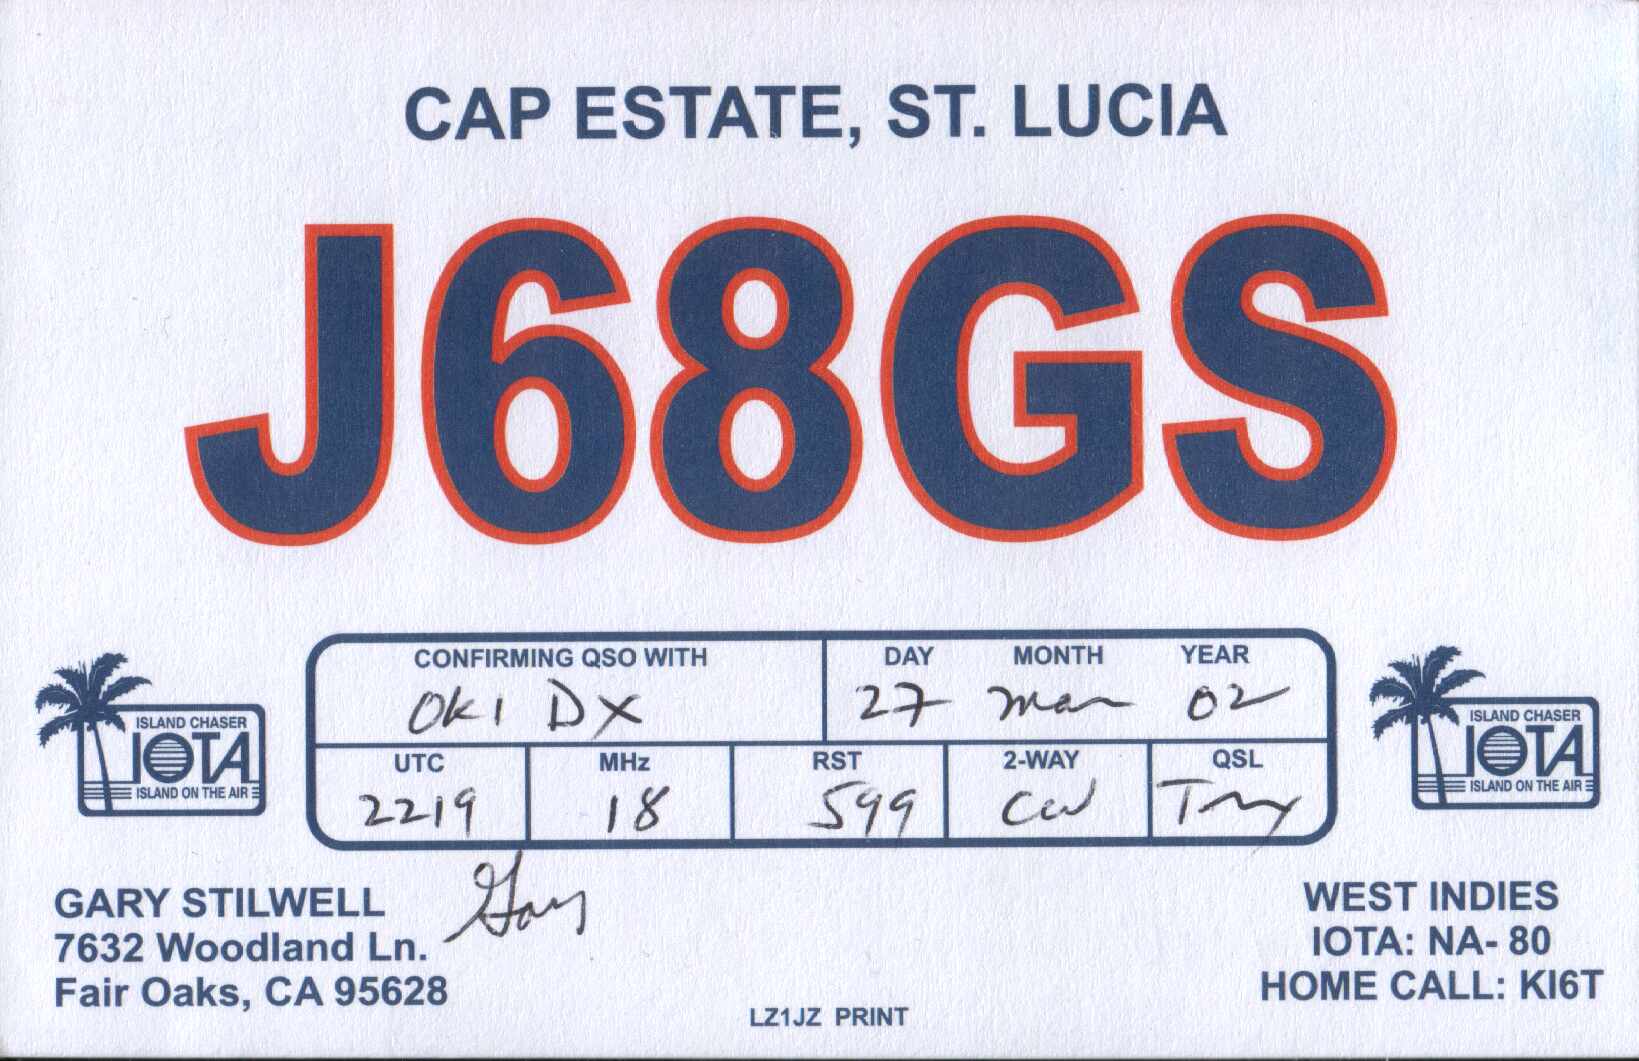 CAP ESTATE, ST. LUCIA
J68GS
CONFIRMING QSO WITH DAY MONTH YEAR
OK1 DX 27 Mar 02
UTC MHz RST 2-WAY QSL
2219 18 599 CW Tnx
ISLAND CHASER
IOTA
ISLAND ON THE AIR
ISLAND CHASER
IOTA
ISLAND ON THE AIR
GARY STILWELL
7632 Woodland Ln.
Fair Oaks, CA 95628
Gary
WEST INDIES
IOTA: NA- 80
HOME CALL: KI6T
LZ1JZ PRINT